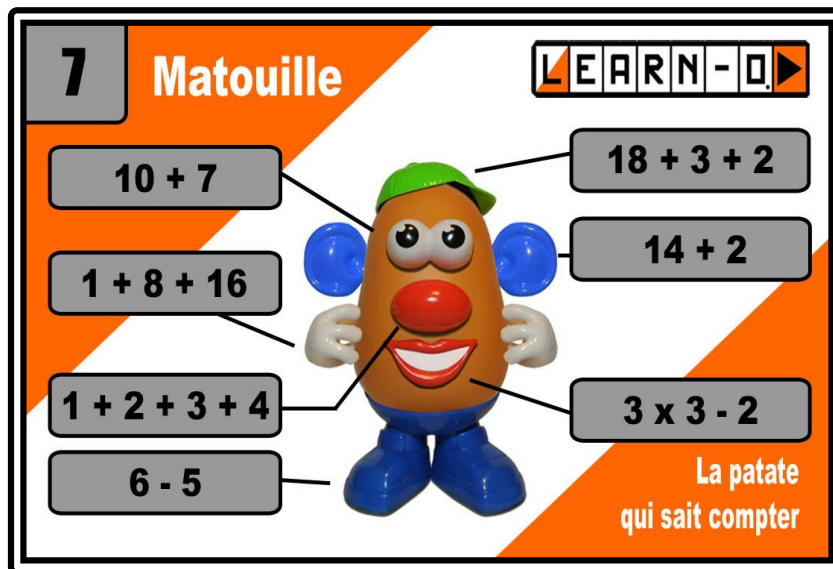 7
Matouille
LEARN-O
10 + 7
18 + 3 + 2
1 + 8 + 16
14 + 2
1 + 2 + 3 + 4
3 x 3 - 2
6 - 5
La patate
qui sait compter